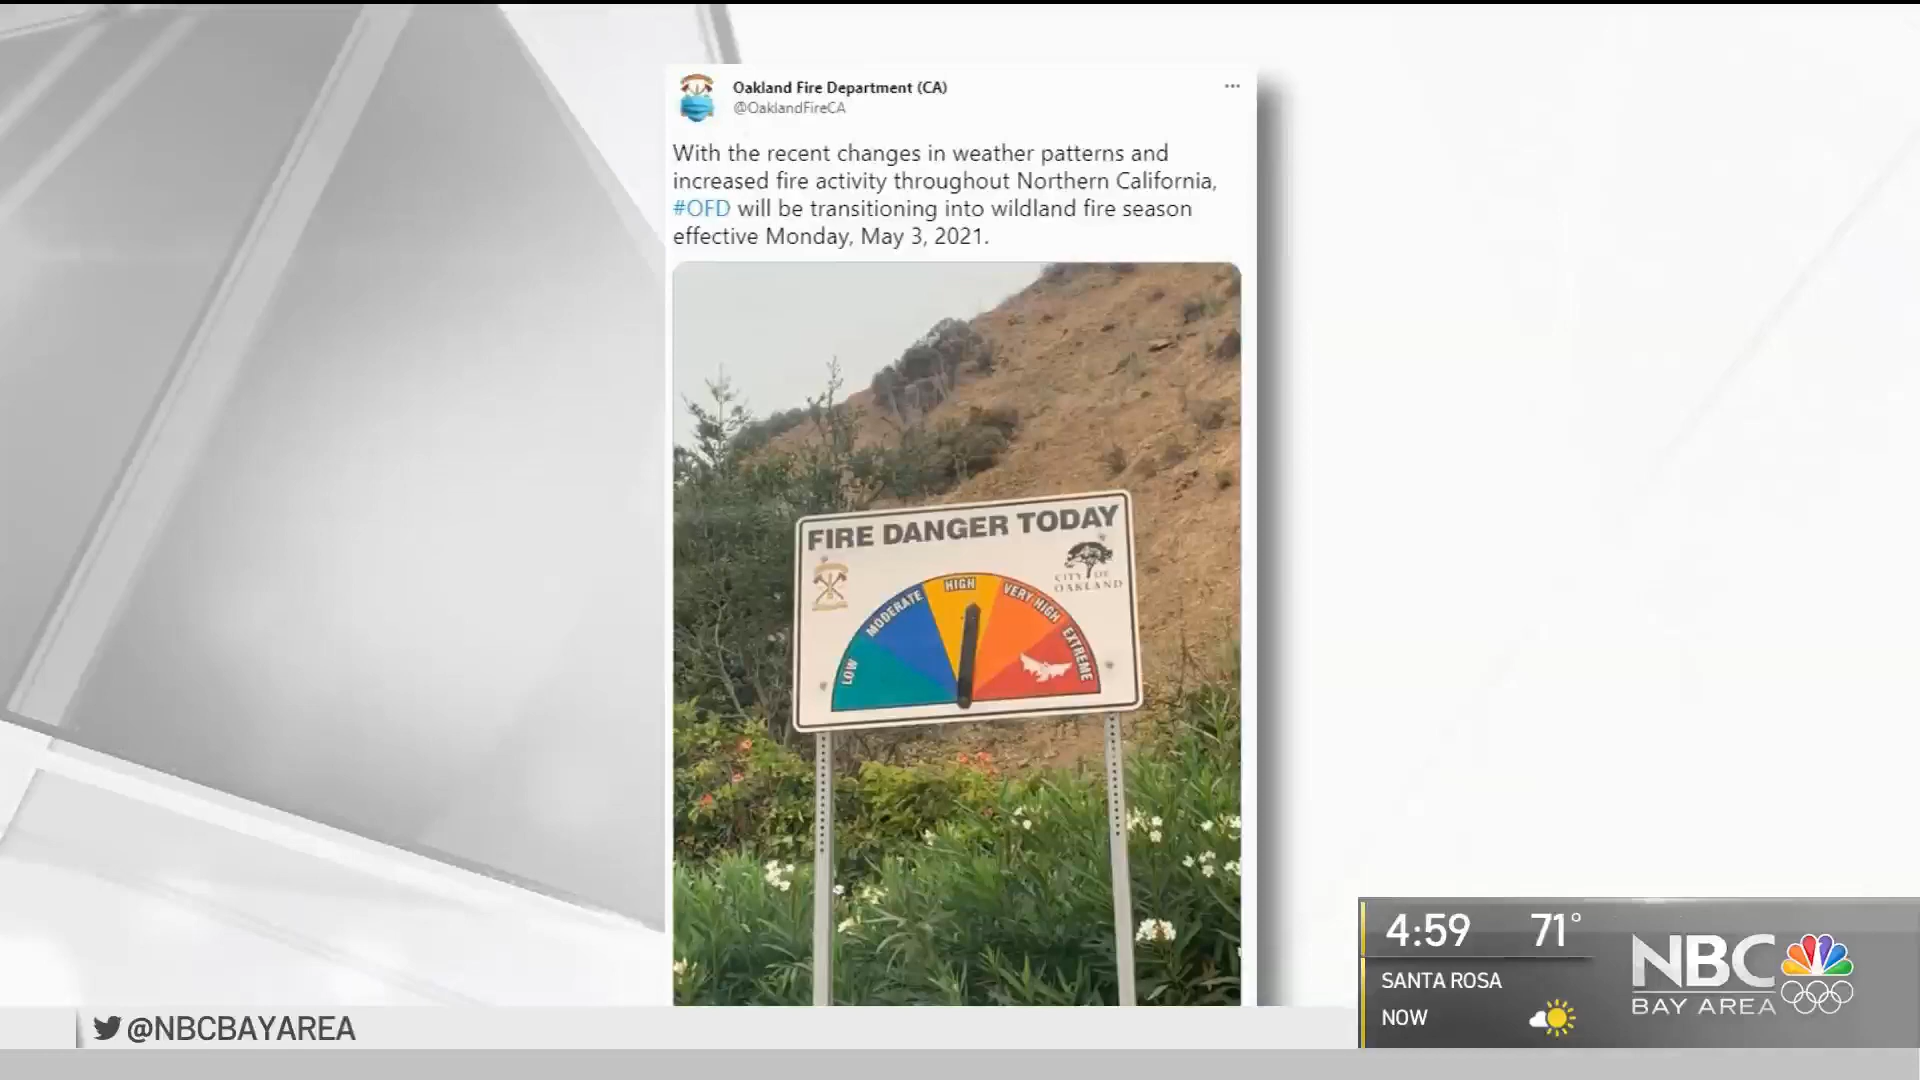 Oakland Fire Department (CA)
@OaklandFireCA
With the recent changes in weather patterns and
increased fire activity throughout Northern California,
#OFD will be transitioning into wildland fire season
effective Monday, May 3, 2021.
FIRE DANGER TODAY
CITY OF
OAKLAND
LOW
MODERATE
HIGH
VERY HIGH
EXTREME
4:59 71°
SANTA ROSA
NOW
NBC
BAY AREA
@NBCBAYAREA